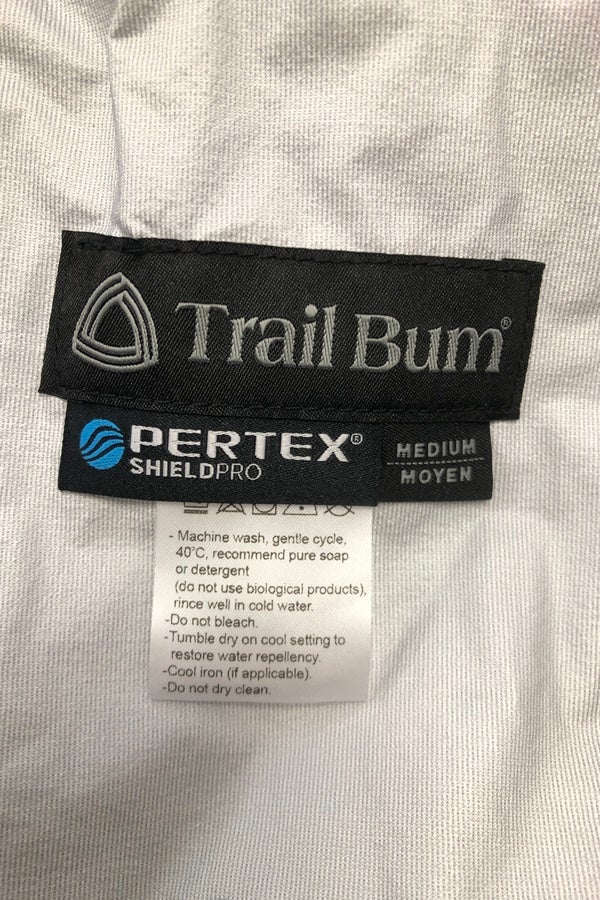 Trail Bum®
PERTEX®
SHIELDPRO
MEDIUM
MOYEN
- Machine wash, gentle cycle,
40°C, recommend pure soap
or detergent
(do not use biological products),
rince well in cold water.
-Do not bleach.
-Tumble dry on cool setting to
restore water repellency.
-Cool iron (if applicable).
-Do not dry clean.